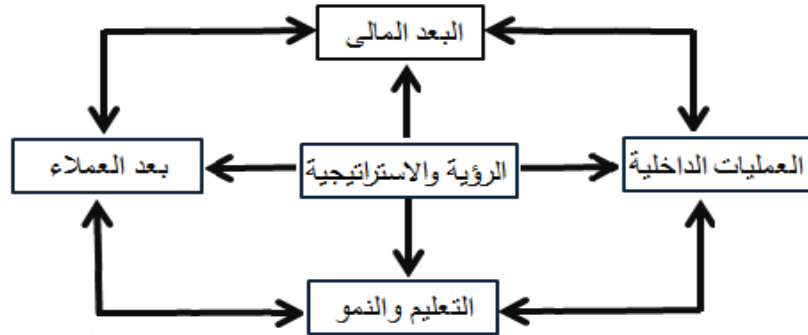 البعد المالى
العمليات الداخلية
الرؤية والاستراتيجية
بعد العملاء
التعليم والنمو